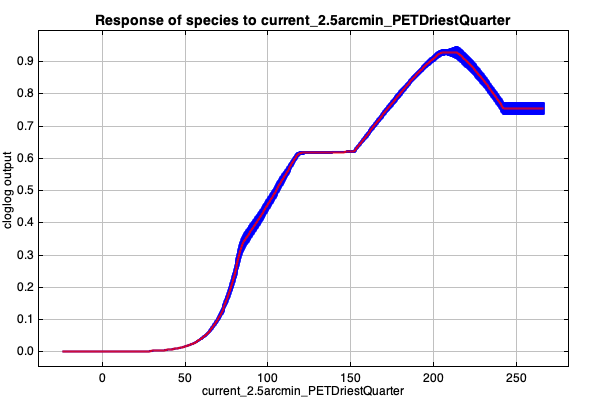 Response of species to current_2.5arcmin_PETDriestQuarter
cloglog output
0.9
0.8
0.7
0.6
0.5
0.4
0.3
0.2
0.1
0.0
0 50 100 150 200 250
current_2.5arcmin_PETDriestQuarter